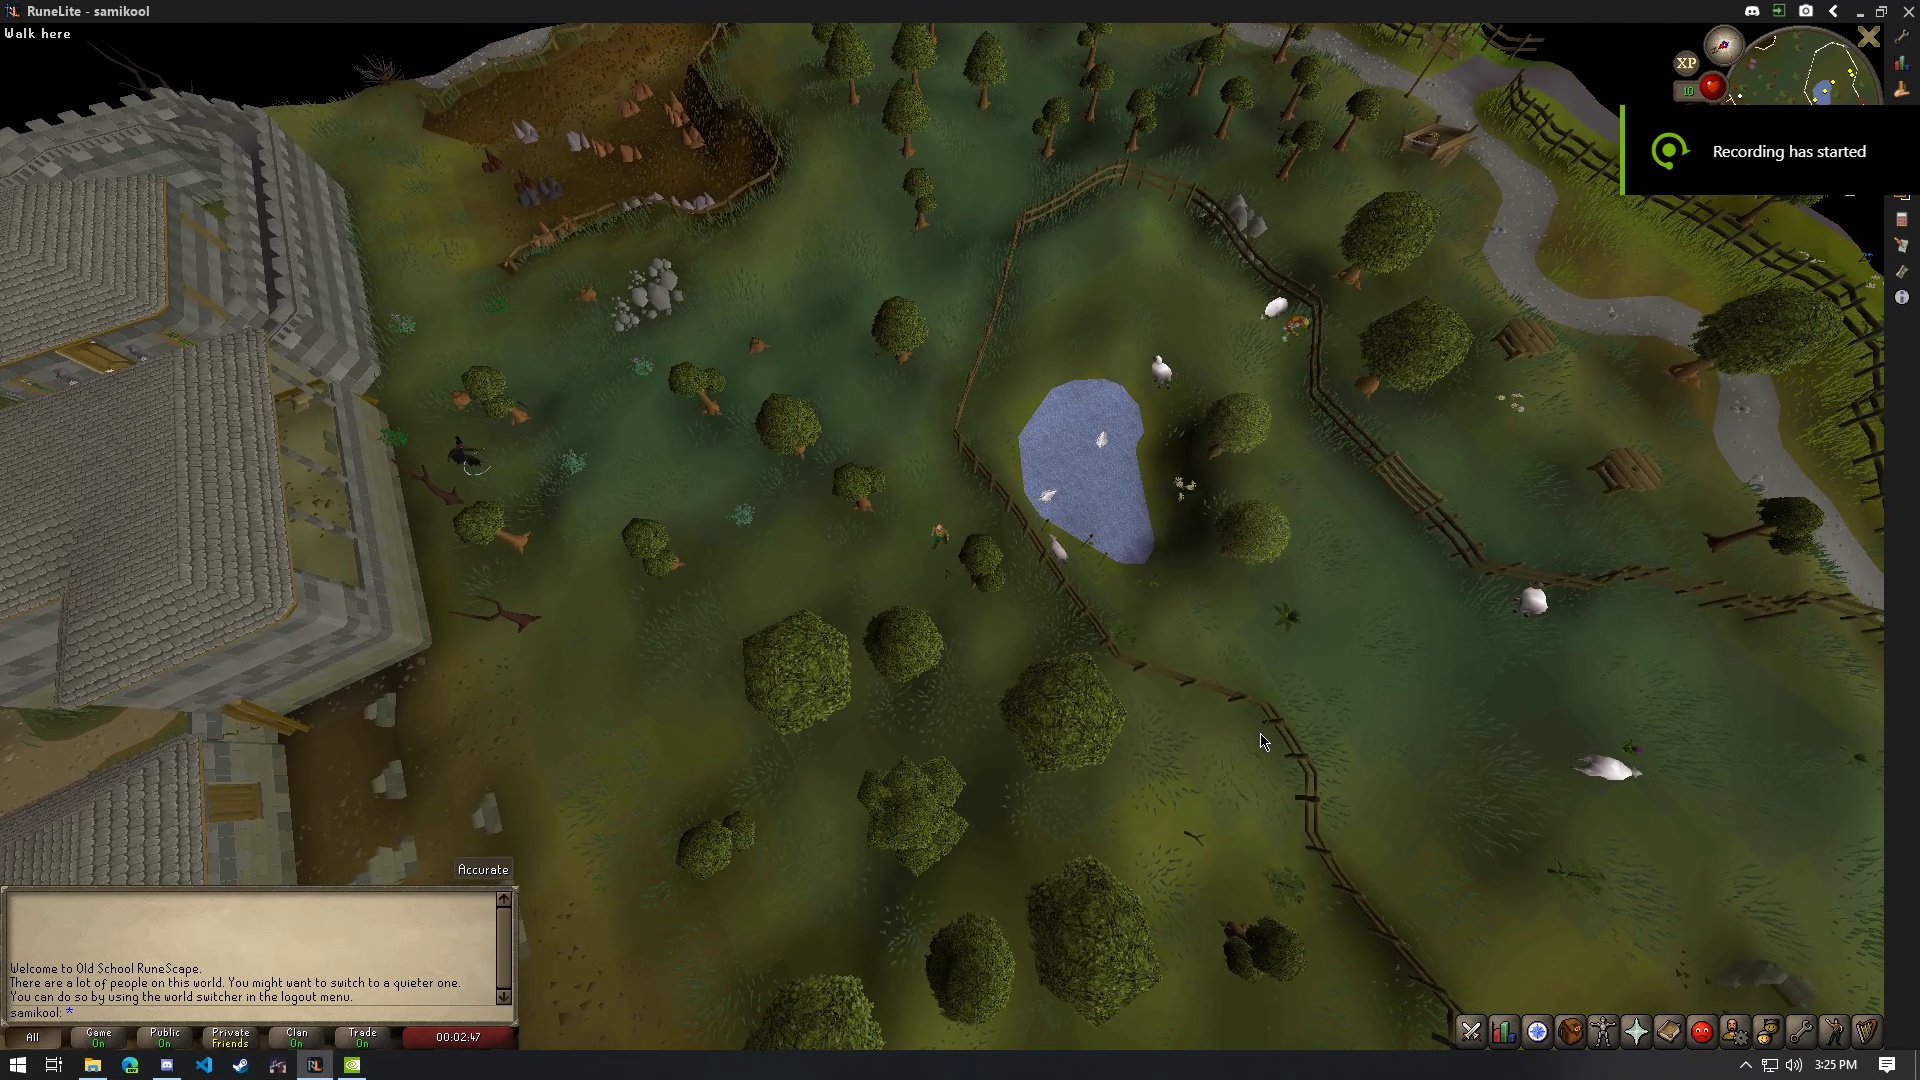 RuneLite - samikool
Walk here
XP
10
Recording has started
Accurate
Welcome to Old School RuneScape.
There are a lot of people on this world. You might want to switch to a quieter one.
You can do so by using the world switcher in the logout menu.
samikool: *
All
Game
On
Public
On
Private
Friends
Clan
On
Trade
On
00:02:47
3:25 PM